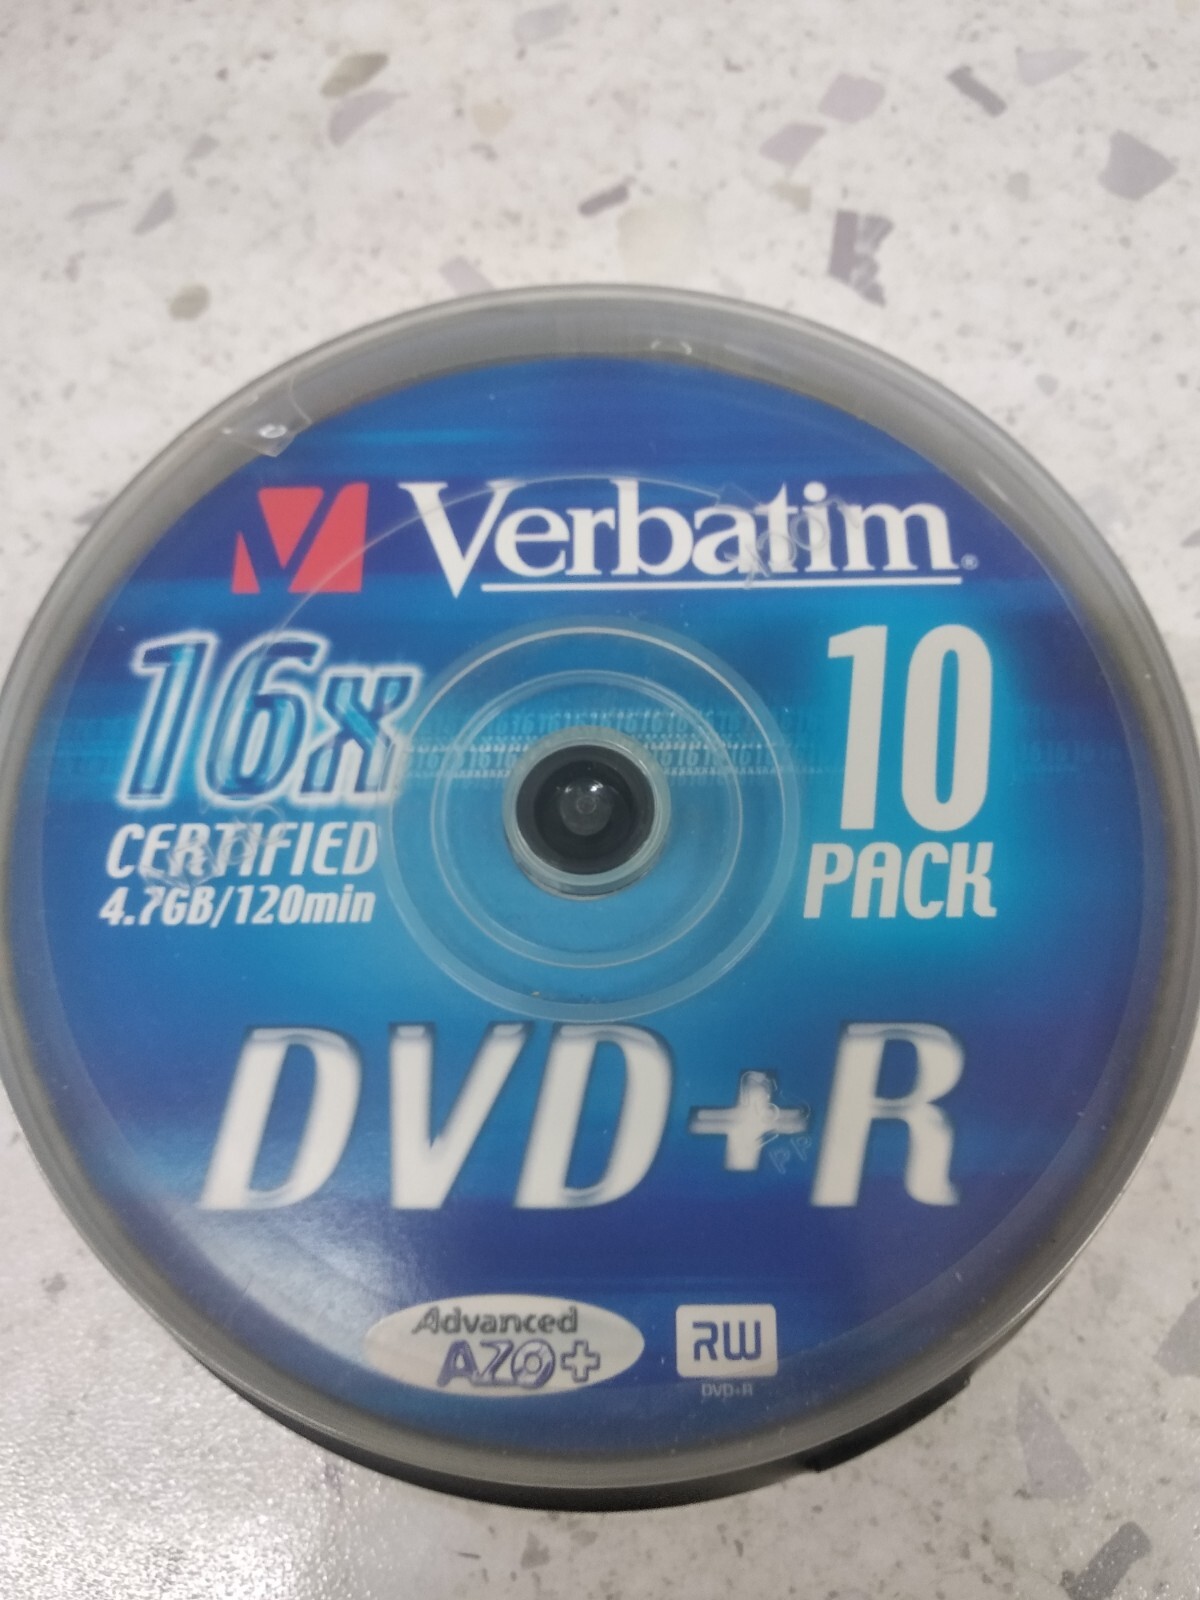 Verbatim®
16x
10
CERTIFIED
PACK
4.7GB/120min
DVD+R
Advanced
AZO+
RW
DVD+R